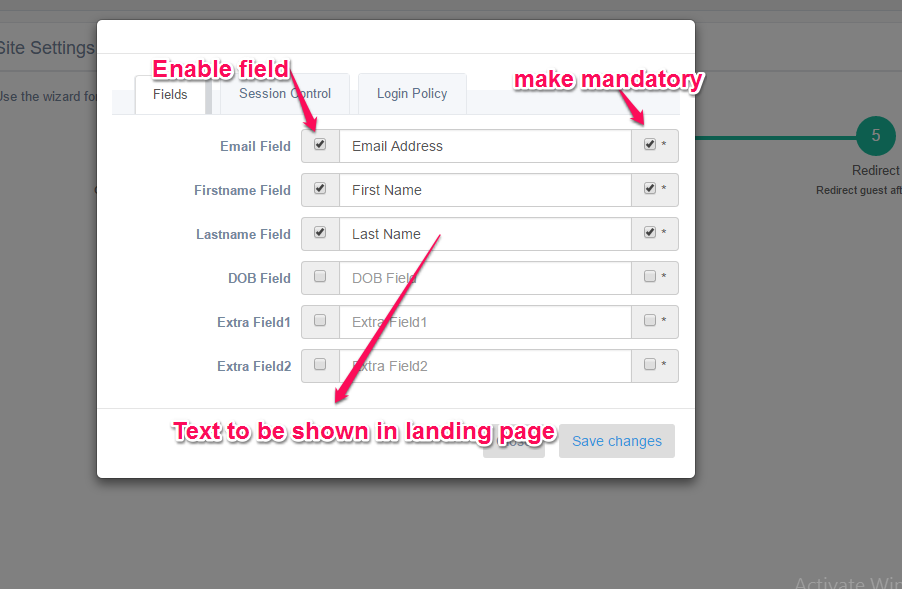 Site Settings
Enable field
make mandatory
Fields
Session Control
Login Policy
Use the wizard for
5
Email Field
Email Address
*
Redirect
Firstname Field
First Name
*
Redirect guest aft
Lastname Field
Last Name
*
DOB Field
DOB Field
*
Extra Field1
Extra Field1
*
Extra Field2
Extra Field2
*
Text to be shown in landing page
Save changes
Activate Win